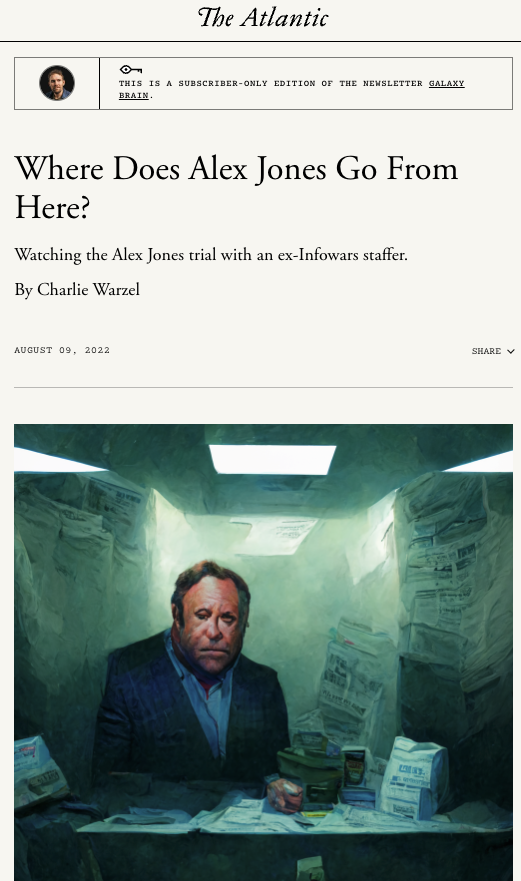 The Atlantic
THIS IS A SUBSCRIBER-ONLY EDITION OF THE NEWSLETTER GALAXY
BRAIN.
Where Does Alex Jones Go From
Here?
Watching the Alex Jones trial with an ex-Infowars staffer.
By Charlie Warzel
AUGUST 09, 2022
SHARE